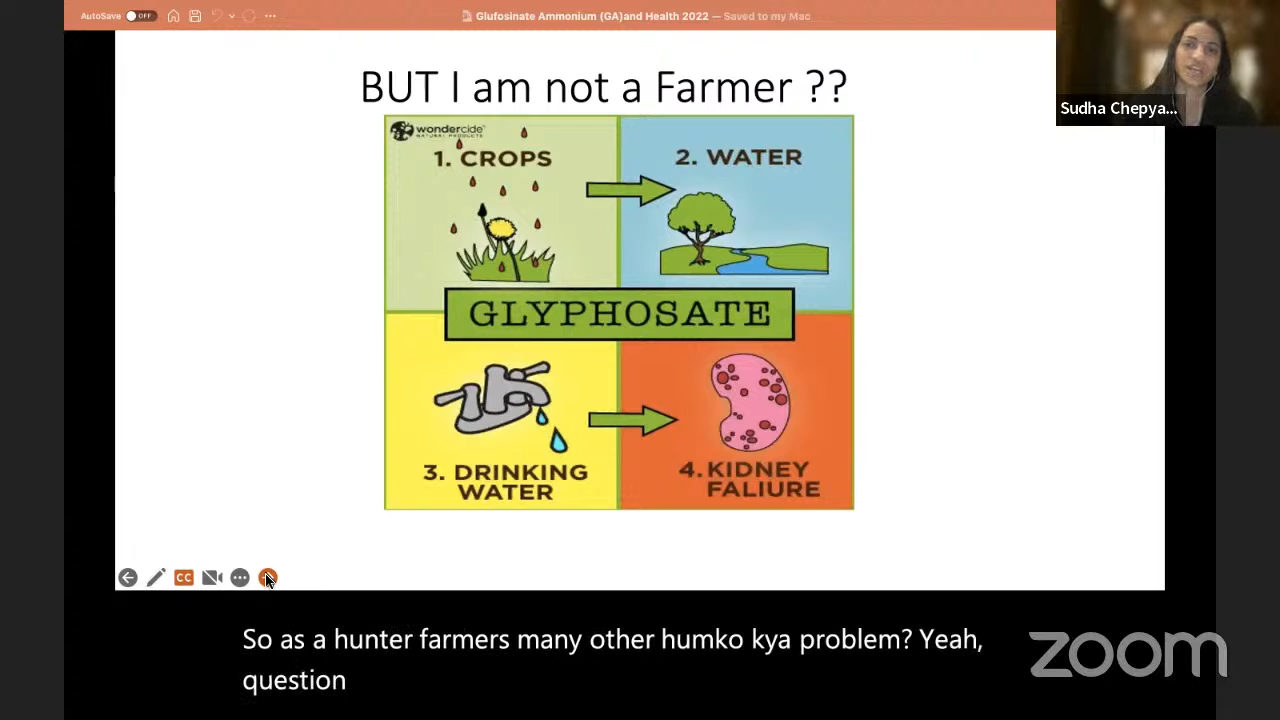 AutoSave OFF
Glufosinate Ammonium (GA)and Health 2022 — Saved to my Mac
Sudha Chepya...
BUT I am not a Farmer ??
wondercide
NATURAL PRODUCTS
1. CROPS
2. WATER
GLYPHOSATE
3. DRINKING
WATER
4. KIDNEY
FALIURE
CC
So as a hunter farmers many other humko kya problem? Yeah,
question
zoom